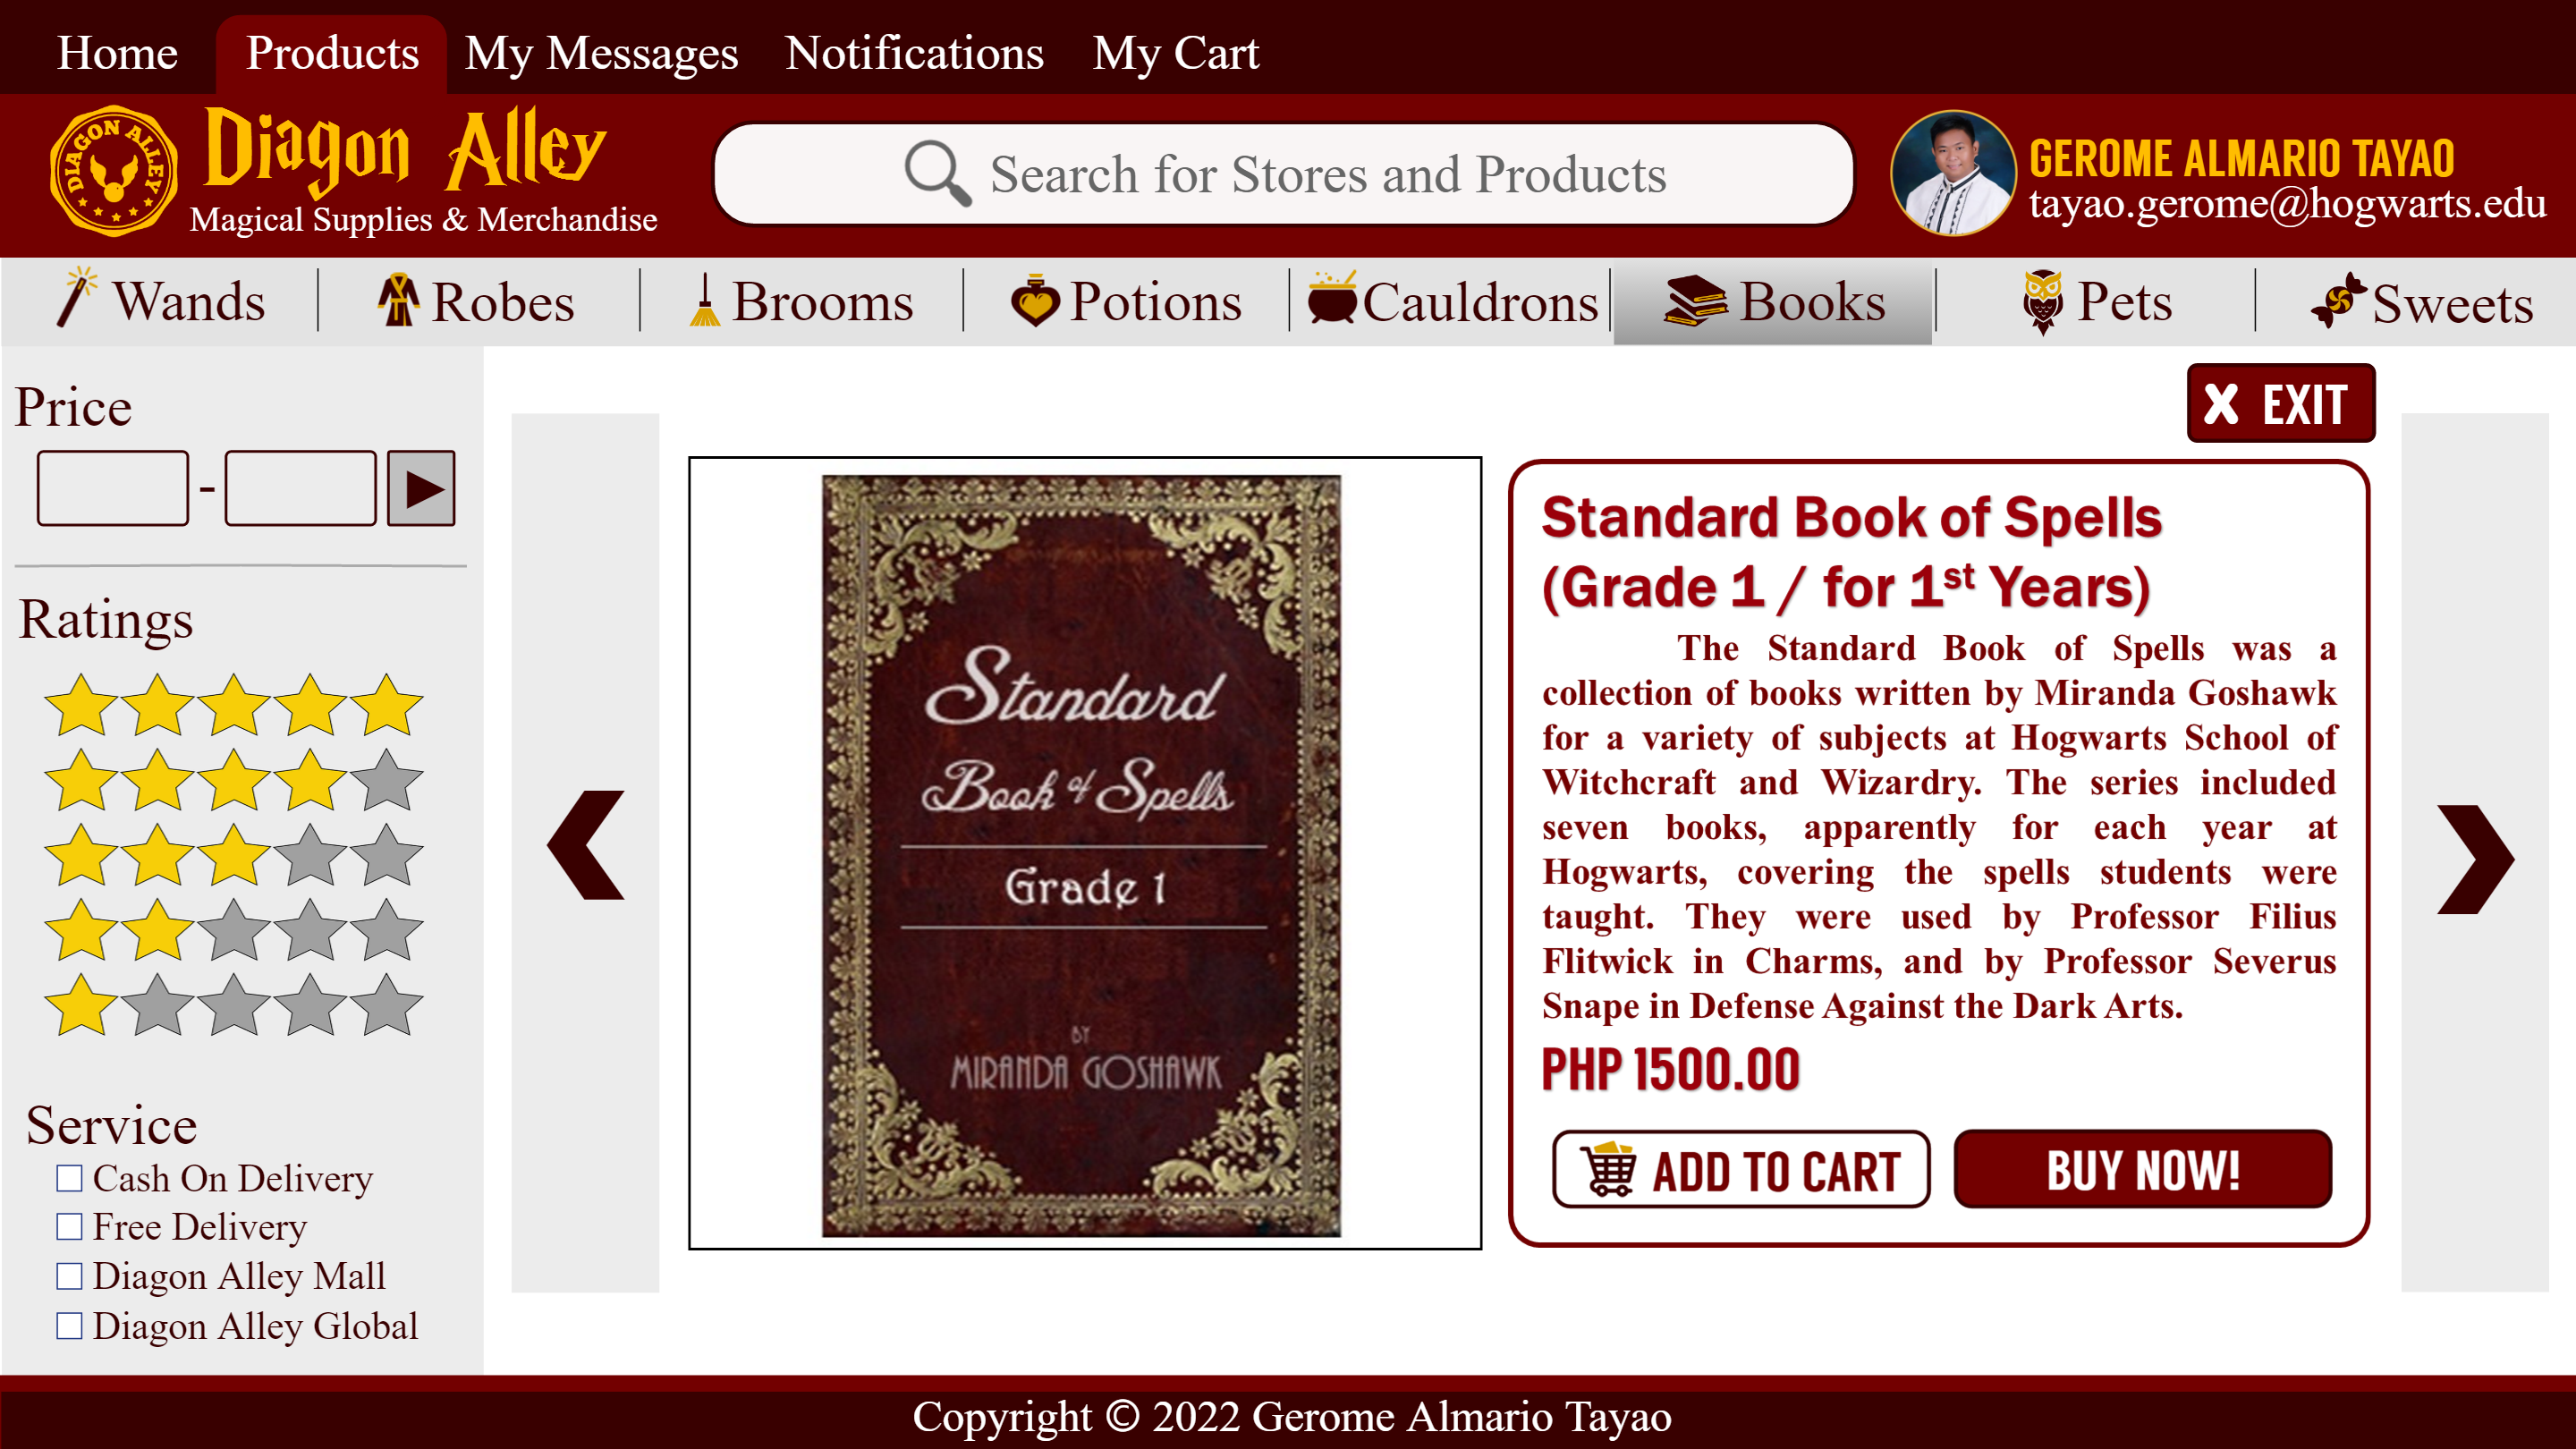 Home Products My Messages Notifications My Cart
DIAGON ALLEY
Diagon Alley
Magical Supplies & Merchandise
Search for Stores and Products
GEROME ALMARIO TAYAO
tayao.gerome@hogwarts.edu
Wands Robes Brooms Potions Cauldrons Books Pets Sweets
Price
-
Ratings
Service
Cash On Delivery
Free Delivery
Diagon Alley Mall
Diagon Alley Global
X EXIT
Standard
Book of Spells
Grade 1
BY
MIRANDA GOSHAWK
Standard Book of Spells
(Grade 1 / for 1st Years)
The Standard Book of Spells was a
collection of books written by Miranda Goshawk
for a variety of subjects at Hogwarts School of
Witchcraft and Wizardry. The series included
seven books, apparently for each year at
Hogwarts, covering the spells students were
taught. They were used by Professor Filius
Flitwick in Charms, and by Professor Severus
Snape in Defense Against the Dark Arts.
PHP 1500.00
ADD TO CART
BUY NOW!
Copyright © 2022 Gerome Almario Tayao